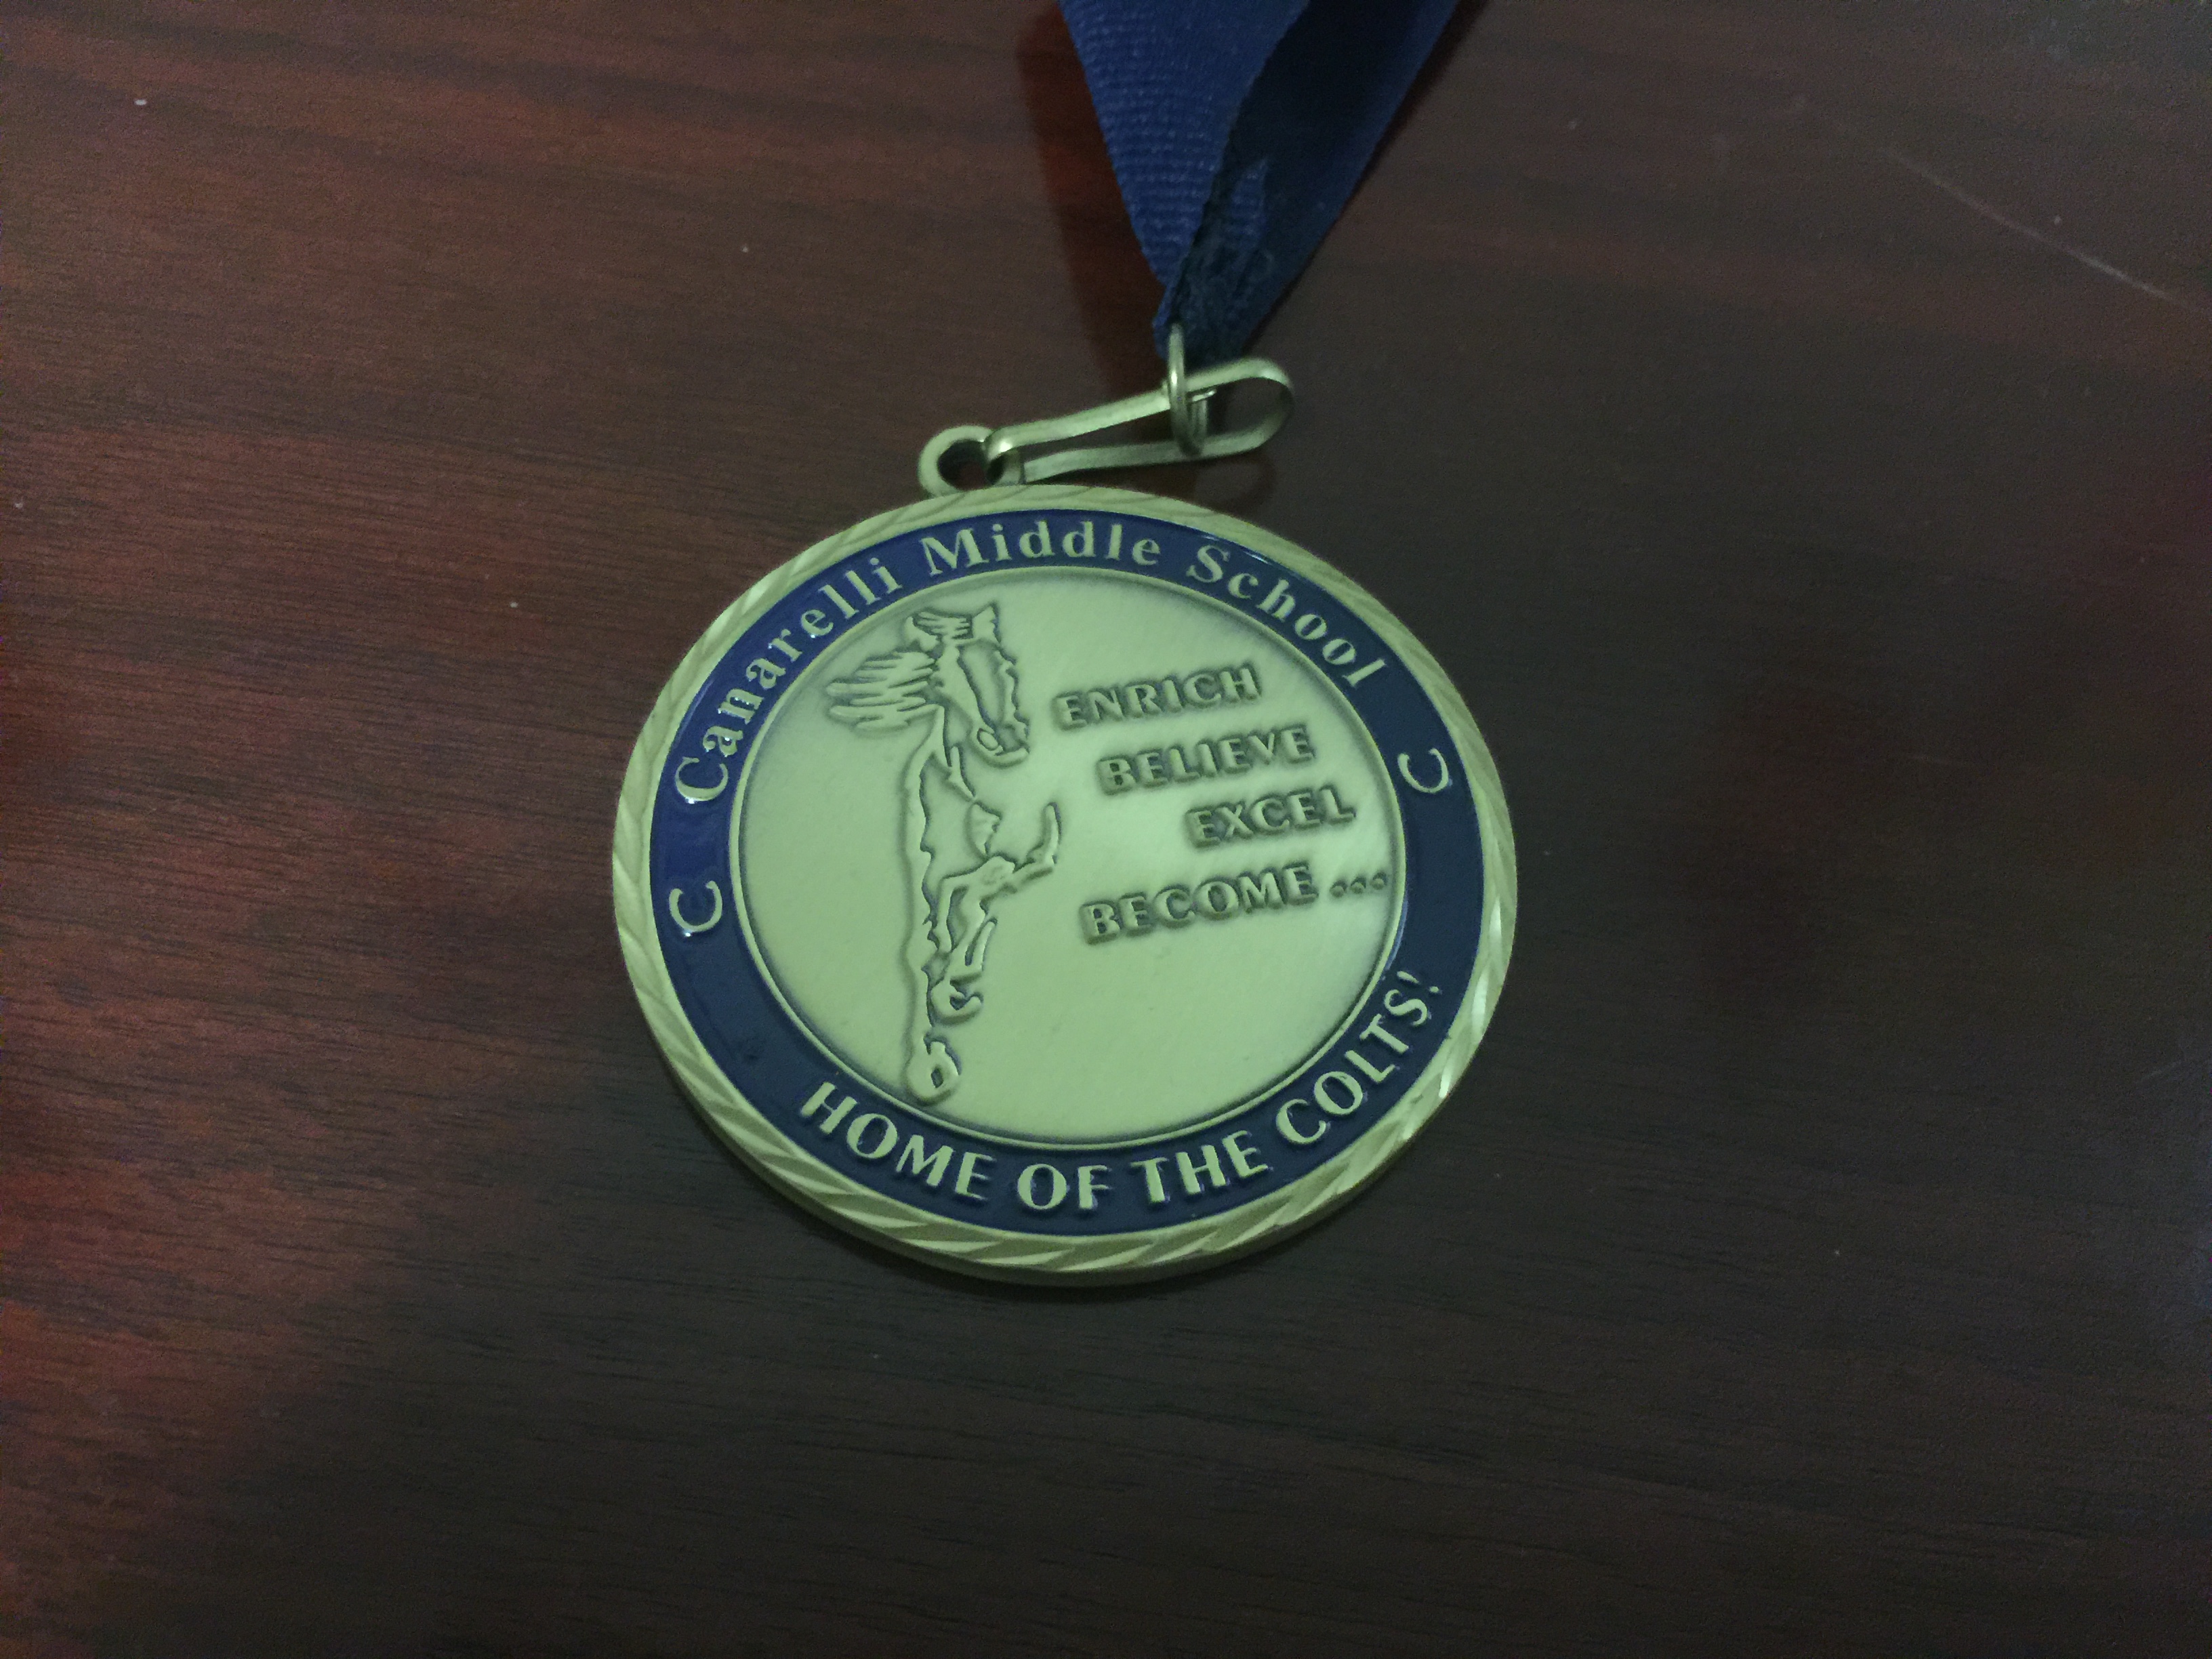 Canarelli Middle School
ENRICH
BELIEVE
EXCEL
BECOME ...
C
C
HOME OF THE COLTS!